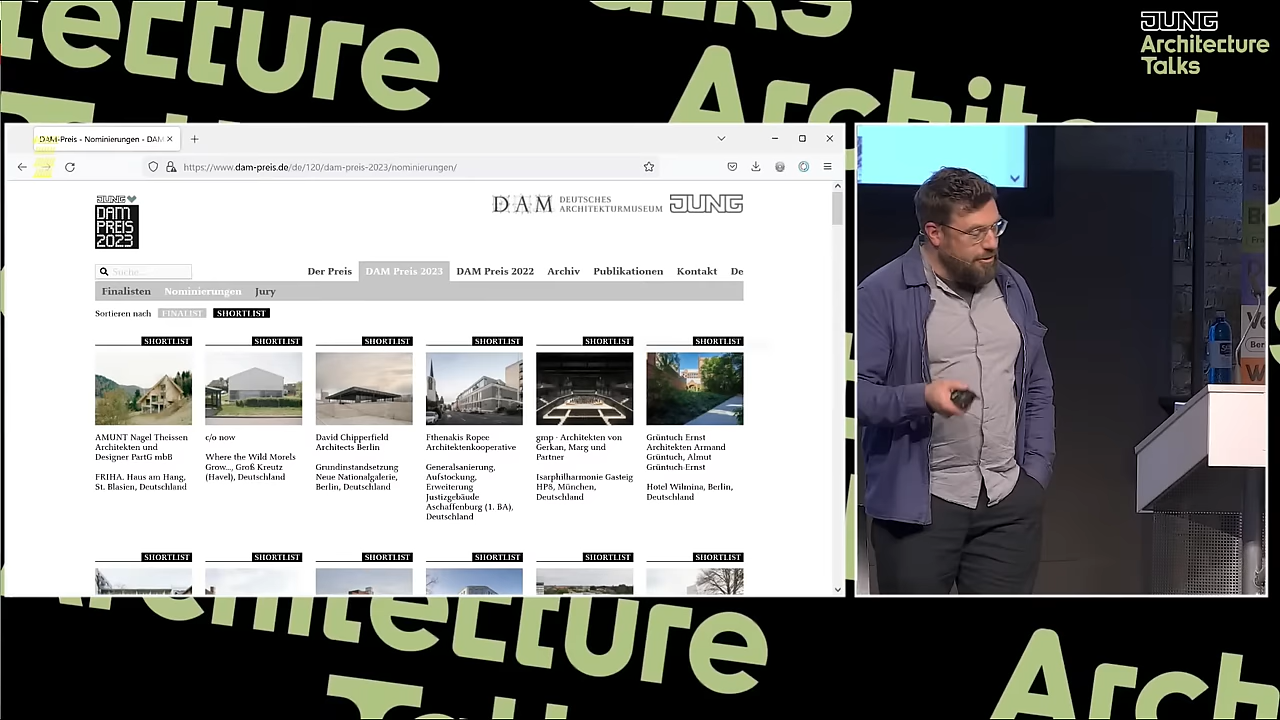 JUNG
Architecture
Talks
DAM-Preis - Nominierungen - DAM
https://www.dam-preis.de/de/120/dam-preis-2023/nominierungen/
JUNG
DAM
PREIS
2023
DAM DEUTSCHES
ARCHITEKTURMUSEUM
JUNG
Suche...
Der Preis DAM Preis 2023 DAM Preis 2022 Archiv Publikationen Kontakt De
Finalisten Nominierungen Jury
Sortieren nach FINALIST SHORTLIST
SHORTLIST SHORTLIST SHORTLIST SHORTLIST SHORTLIST SHORTLIST
AMUNT Nagel Theissen
Architekten und
Designer PartG mbB
FRIHA. Haus am Hang,
St. Blasien, Deutschland
c/o now
Where the Wild Morels
Grow..., Groß Kreutz
(Havel), Deutschland
David Chipperfield
Architects Berlin
Grundinstandsetzung
Neue Nationalgalerie,
Berlin, Deutschland
Fthenakis Ropee
Architektenkooperative
Generalsanierung,
Aufstockung,
Erweiterung
Justizgebäude
Aschaffenburg (1. BA),
Deutschland
gmp · Architekten von
Gerkan, Marg und
Partner
Isarphilharmonie Gasteig
HP8, München,
Deutschland
Grüntuch Ernst
Architekten Armand
Grüntuch, Almut
Grüntuch-Ernst
Hotel Wilmina, Berlin,
Deutschland
SHORTLIST SHORTLIST SHORTLIST SHORTLIST SHORTLIST SHORTLIST
Architecture
Talks